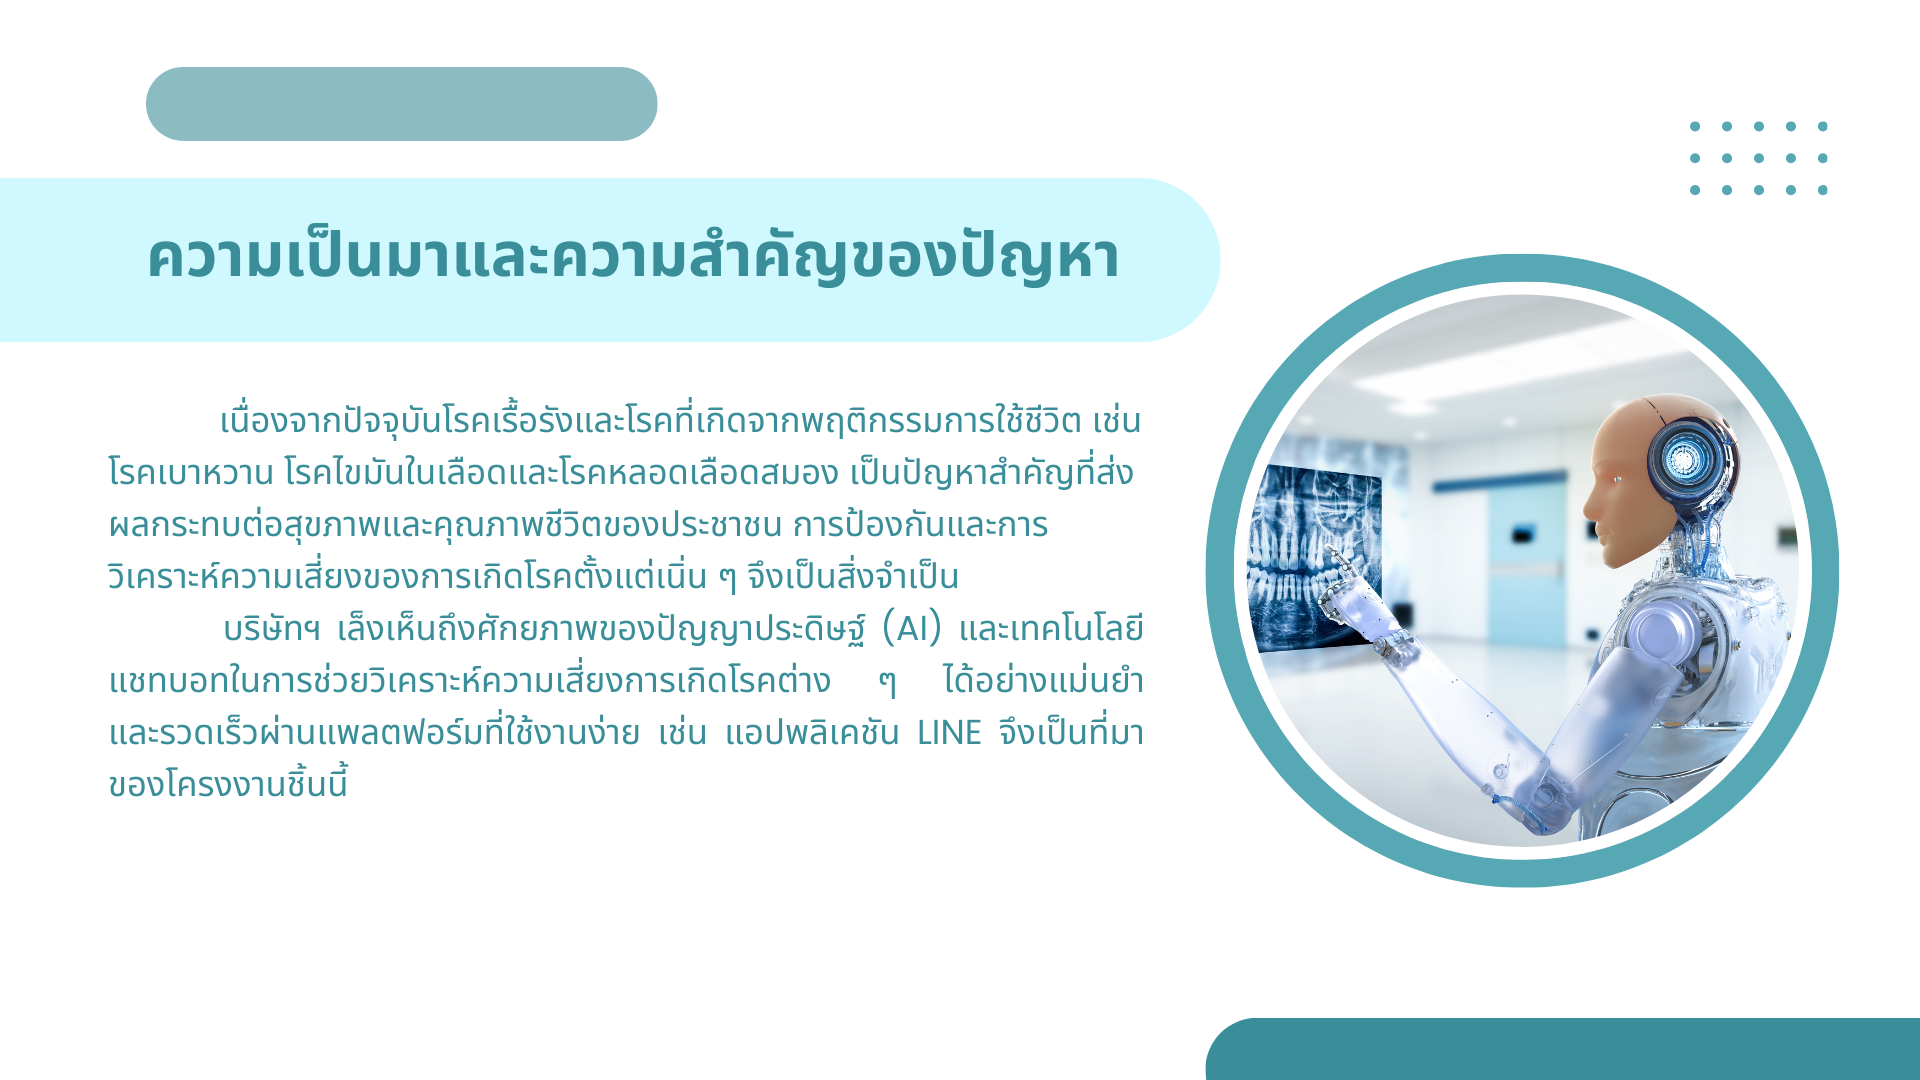 ความเป็นมาและความสำคัญของปัญหา
เนื่องจากปัจจุบันโรคเรื้อรังและโรคที่เกิดจากพฤติกรรมการใช้ชีวิต เช่น
โรคเบาหวาน โรคไขมันในเลือดและโรคหลอดเลือดสมอง เป็นปัญหาสำคัญที่ส่ง
ผลกระทบต่อสุขภาพและคุณภาพชีวิตของประชาชน การป้องกันและการ
วิเคราะห์ความเสี่ยงของการเกิดโรคตั้งแต่เนิ่น ๆ จึงเป็นสิ่งจำเป็น
บริษัทฯ เล็งเห็นถึงศักยภาพของปัญญาประดิษฐ์ (AI) และเทคโนโลยี
แชทบอทในการช่วยวิเคราะห์ความเสี่ยงการเกิดโรคต่าง ๆ ได้อย่างแม่นยำ
และรวดเร็วผ่านแพลตฟอร์มที่ใช้งานง่าย เช่น แอปพลิเคชัน LINE จึงเป็นที่มา
ของโครงงานชิ้นนี้